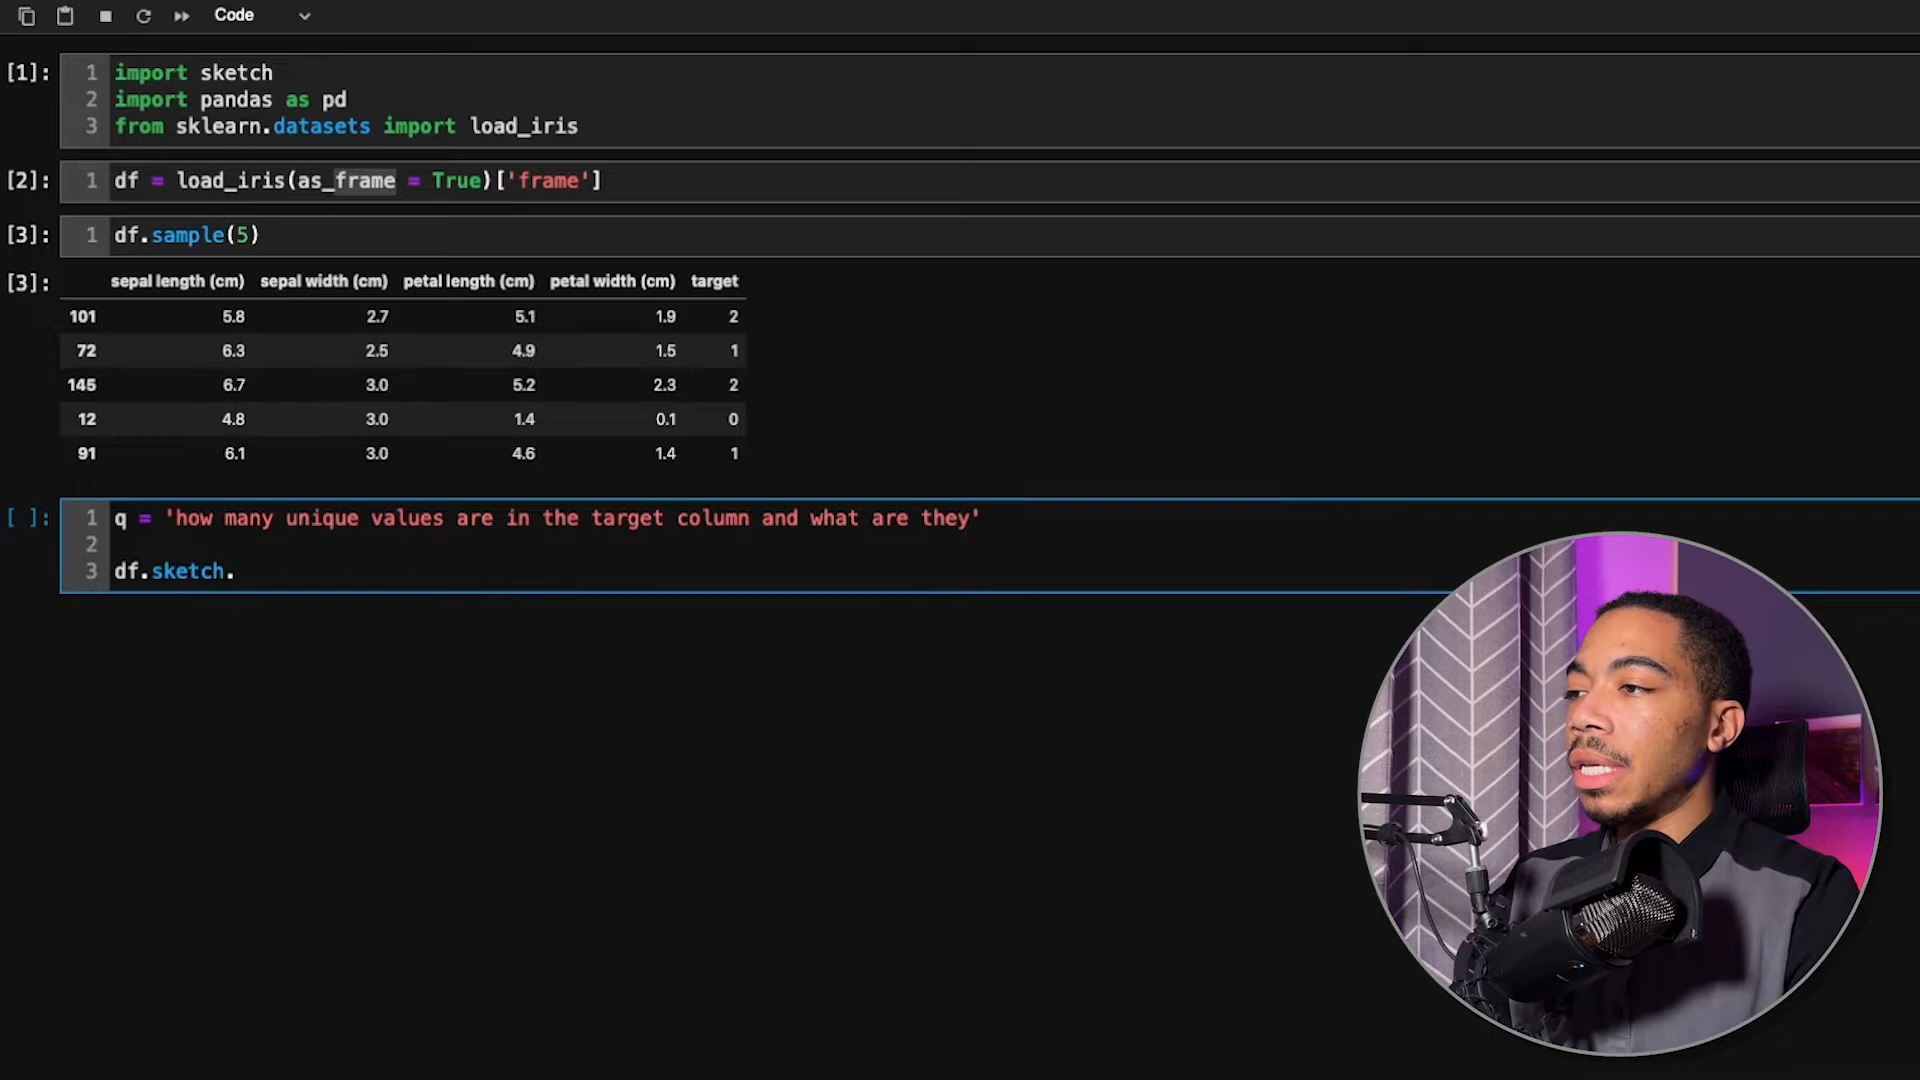 Code
[1]: 1 import sketch
2 import pandas as pd
3 from sklearn.datasets import load_iris
[2]: 1 df = load_iris(as_frame = True)['frame']
[3]: 1 df.sample(5)
[3]: sepal length (cm) sepal width (cm) petal length (cm) petal width (cm) target
101 5.8 2.7 5.1 1.9 2
72 6.3 2.5 4.9 1.5 1
145 6.7 3.0 5.2 2.3 2
12 4.8 3.0 1.4 0.1 0
91 6.1 3.0 4.6 1.4 1
[ ]: 1 q = 'how many unique values are in the target column and what are they'
2
3 df.sketch.